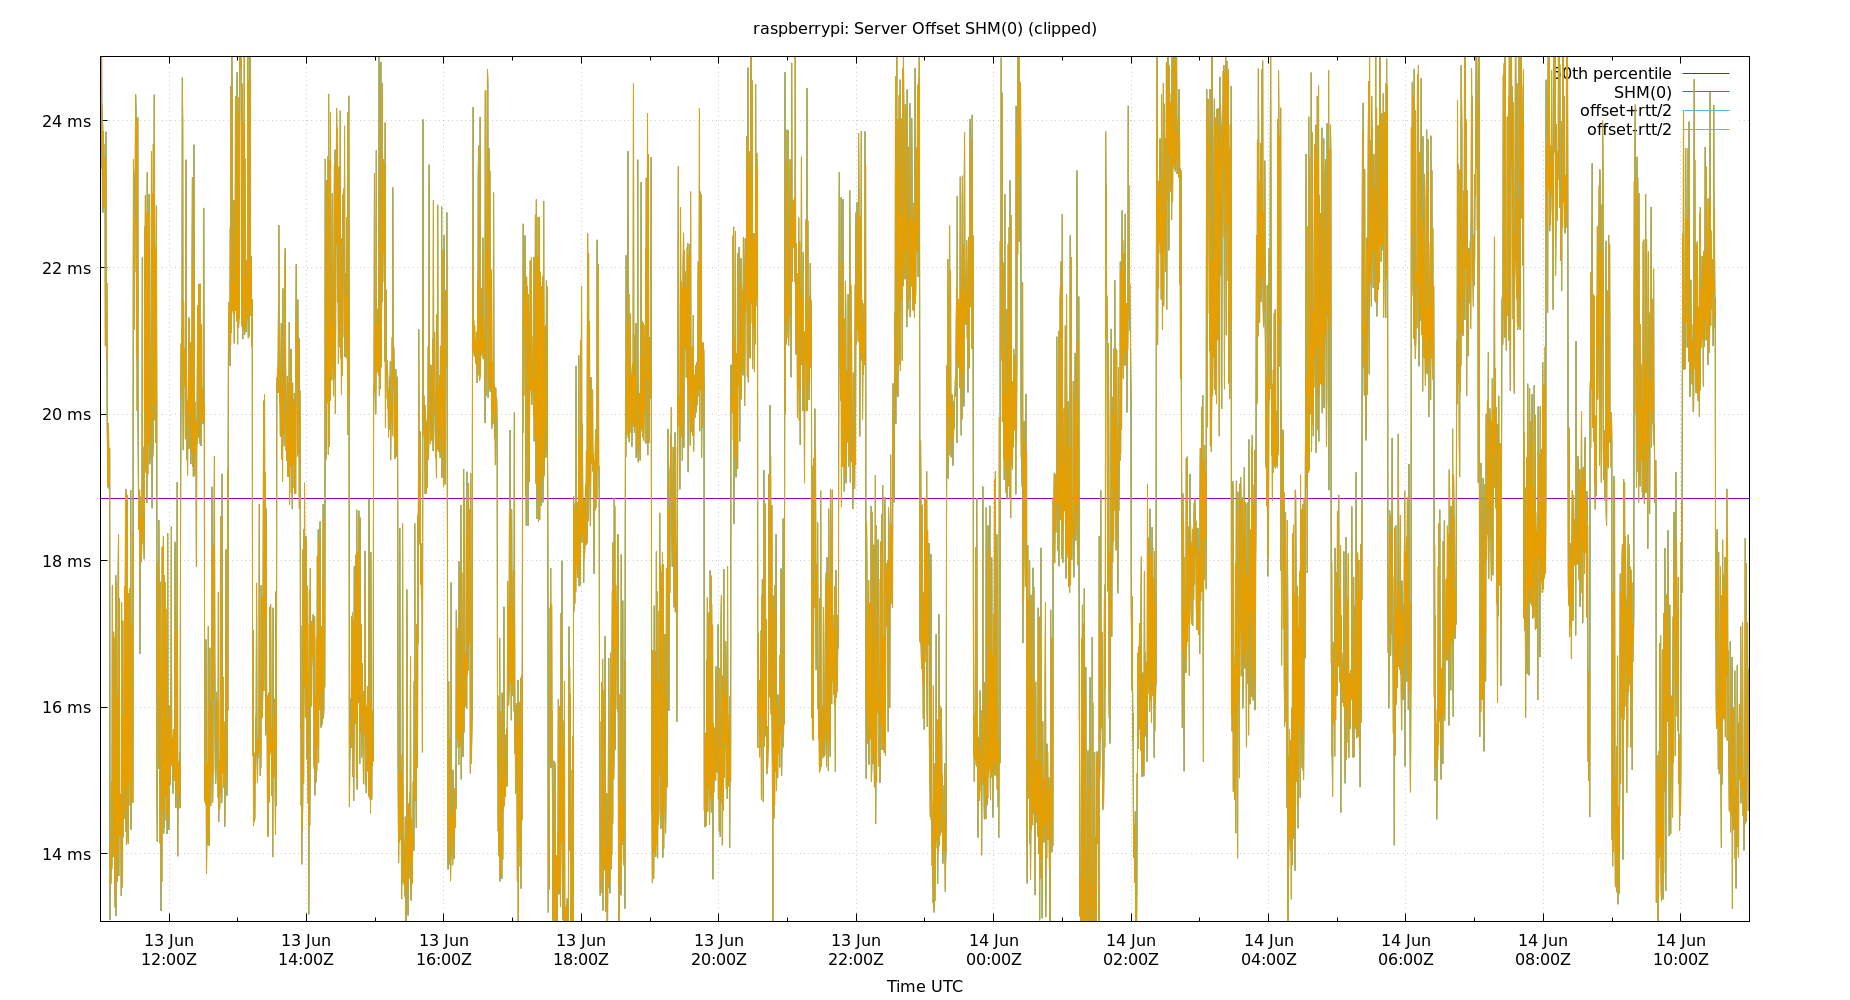 raspberrypi: Server Offset SHM(0) (clipped)
50th percentile
SHM(0)
offset+rtt/2
offset-rtt/2
24 ms
22 ms
20 ms
18 ms
16 ms
14 ms
13 Jun 13 Jun 13 Jun 13 Jun 13 Jun 13 Jun 14 Jun 14 Jun 14 Jun 14 Jun 14 Jun 14 Jun
12:00Z 14:00Z 16:00Z 18:00Z 20:00Z 22:00Z 00:00Z 02:00Z 04:00Z 06:00Z 08:00Z 10:00Z
Time UTC